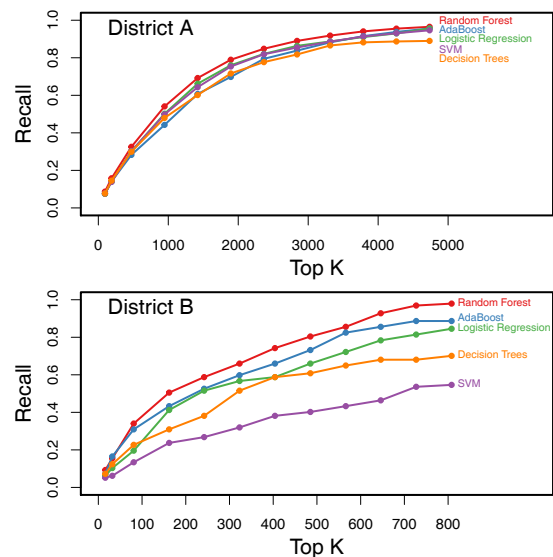 District A
Random Forest
AdaBoost
Logistic Regression
SVM
Decision Trees
Recall
0.0 0.2 0.4 0.6 0.8 1.0
0 1000 2000 3000 4000 5000
Top K
District B
Random Forest
AdaBoost
Logistic Regression
Decision Trees
SVM
Recall
0.0 0.2 0.4 0.6 0.8 1.0
0 100 200 300 400 500 600 700 800
Top K